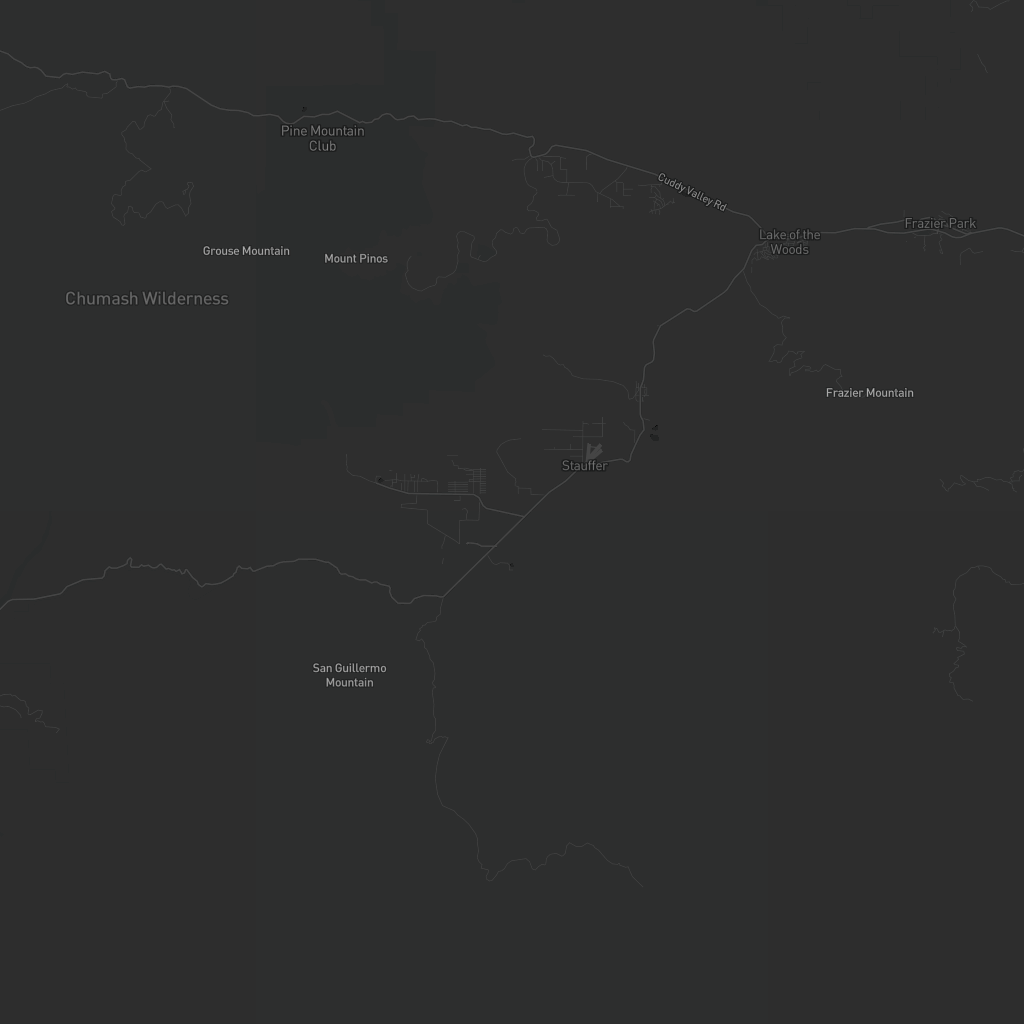 Pine Mountain
Club
Cuddy Valley Rd
Frazier Park
Lake of the
Woods
Grouse Mountain
Mount Pinos
Chumash Wilderness
Frazier Mountain
Stauffer
San Guillermo
Mountain